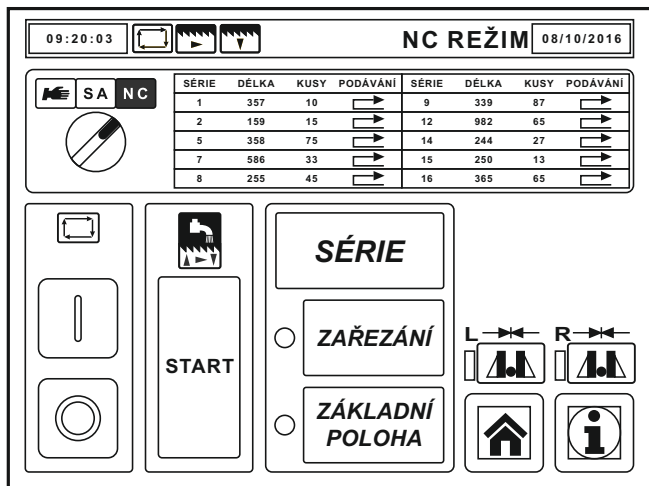 09:20:03 NC REŽIM 08/10/2016
SA NC
SÉRIE DÉLKA KUSY PODÁVÁNÍ SÉRIE DÉLKA KUSY PODÁVÁNÍ
1 357 10 9 339 87
2 159 15 12 982 65
5 358 75 14 244 27
7 586 33 15 250 13
8 255 45 16 365 65
SÉRIE
ZAŘEZÁNÍ
START
ZÁKLADNÍ
POLOHA
L R